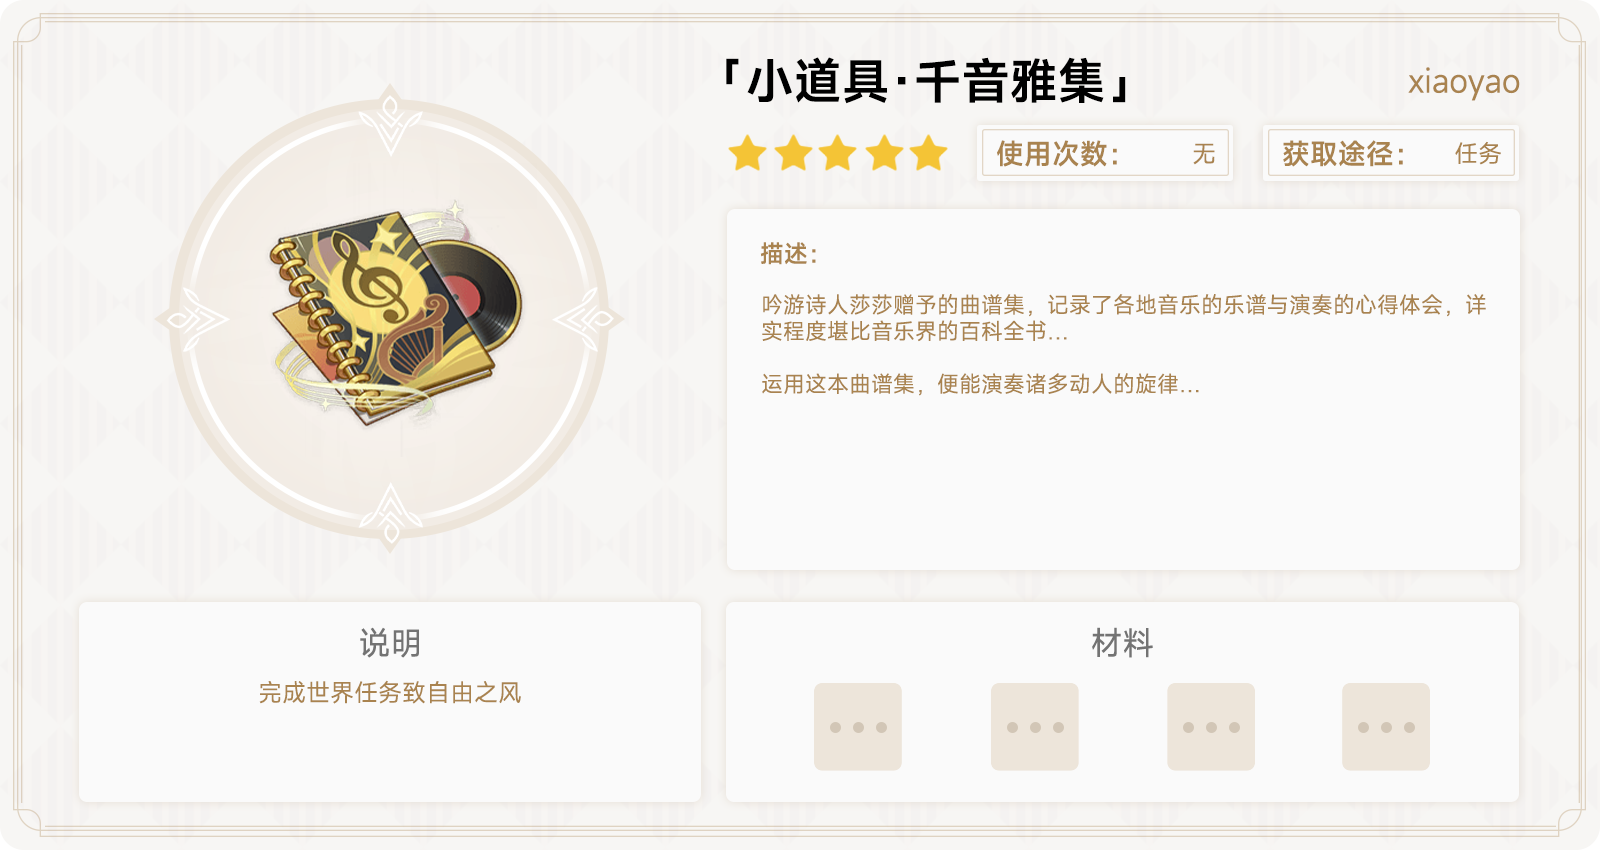 「小道具·千音雅集」
xiaoyao
使用次数： 无
获取途径： 任务
描述：
吟游诗人莎莎赠予的曲谱集，记录了各地音乐的乐谱与演奏的心得体会，详
实程度堪比音乐界的百科全书...
运用这本曲谱集，便能演奏诸多动人的旋律...
说明
完成世界任务致自由之风
材料